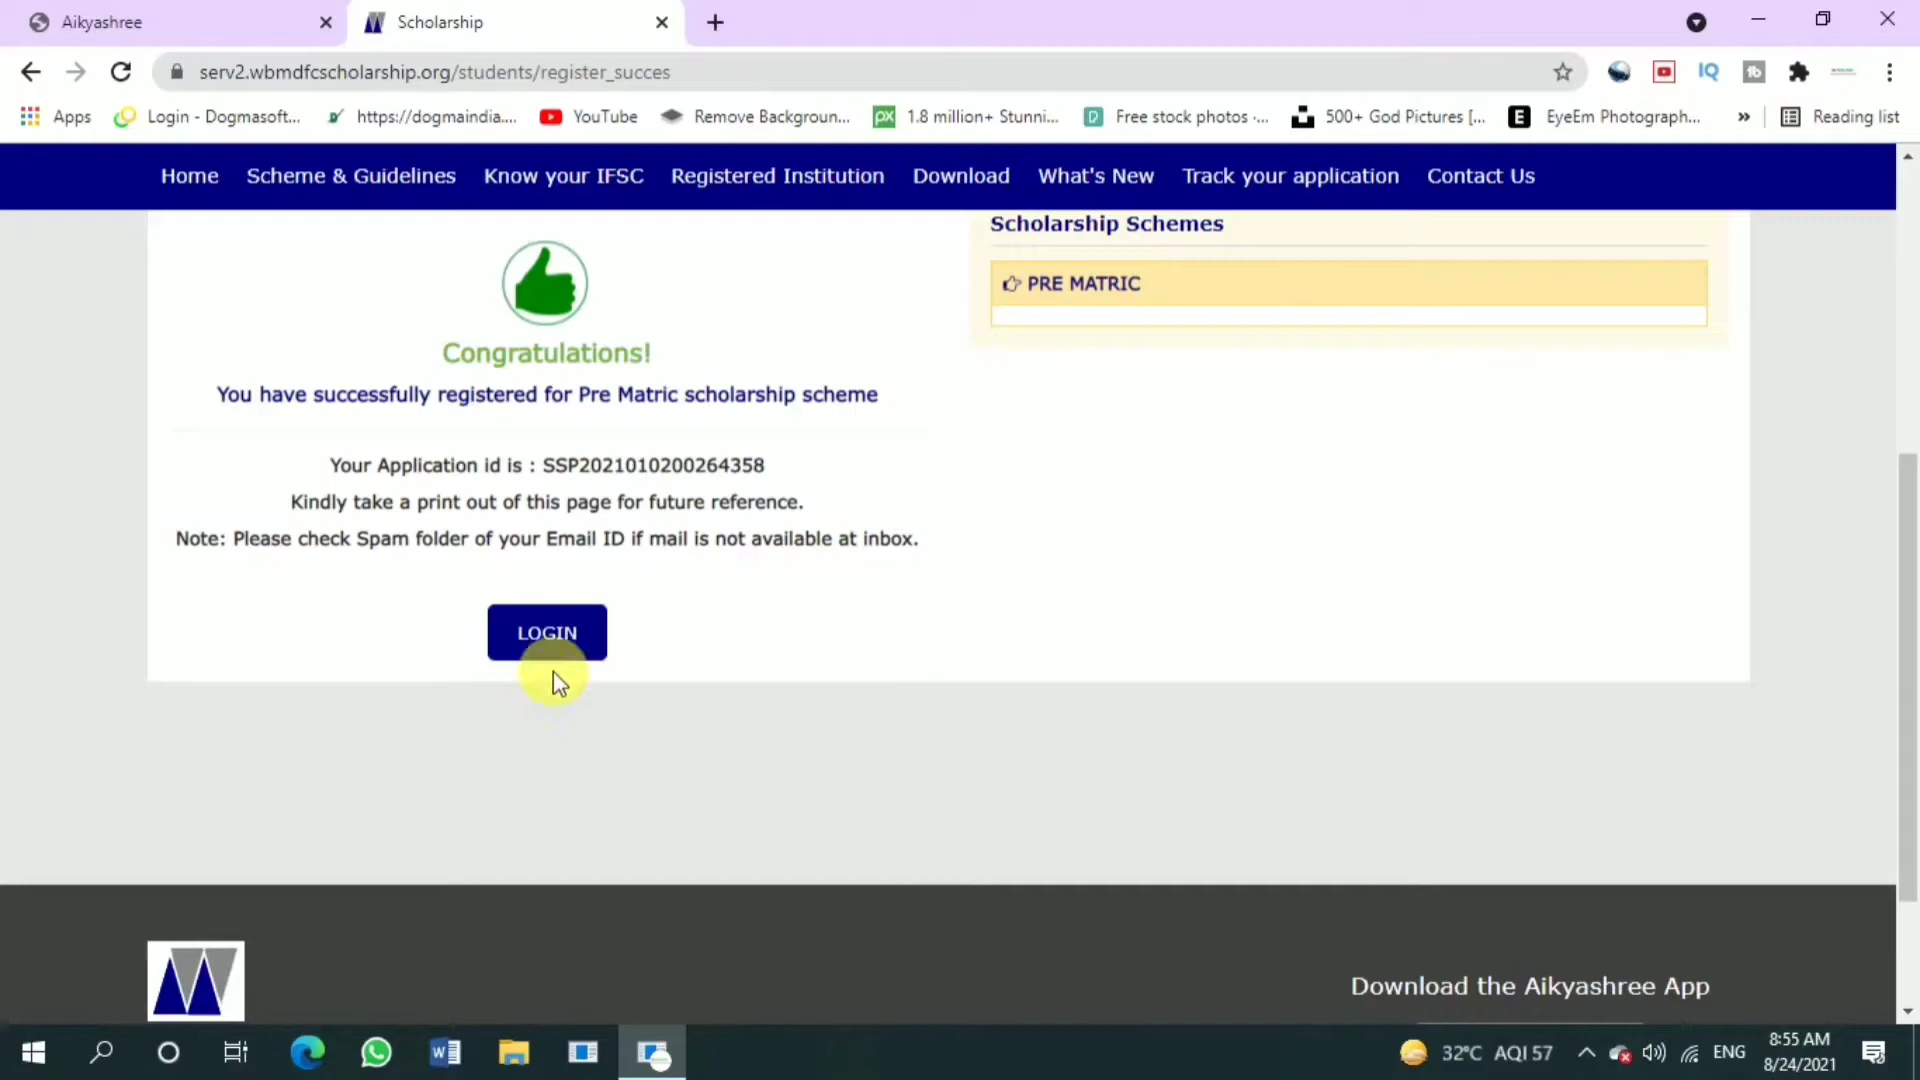 Aikyashree
Scholarship
serv2.wbmdfcscholarship.org/students/register_succes
Apps
Login - Dogmasoft...
https://dogmaindia....
YouTube
Remove Backgroun...
1.8 million+ Stunni...
Free stock photos ·...
500+ God Pictures [...
EyeEm Photograph...
»
Reading list
Home
Scheme & Guidelines
Know your IFSC
Registered Institution
Download
What's New
Track your application
Contact Us
Scholarship Schemes
PRE MATRIC
Congratulations!
You have successfully registered for Pre Matric scholarship scheme
Your Application id is : SSP2021010200264358
Kindly take a print out of this page for future reference.
Note: Please check Spam folder of your Email ID if mail is not available at inbox.
LOGIN
Download the Aikyashree App
32°C AQI 57
ENG
8:55 AM
8/24/2021